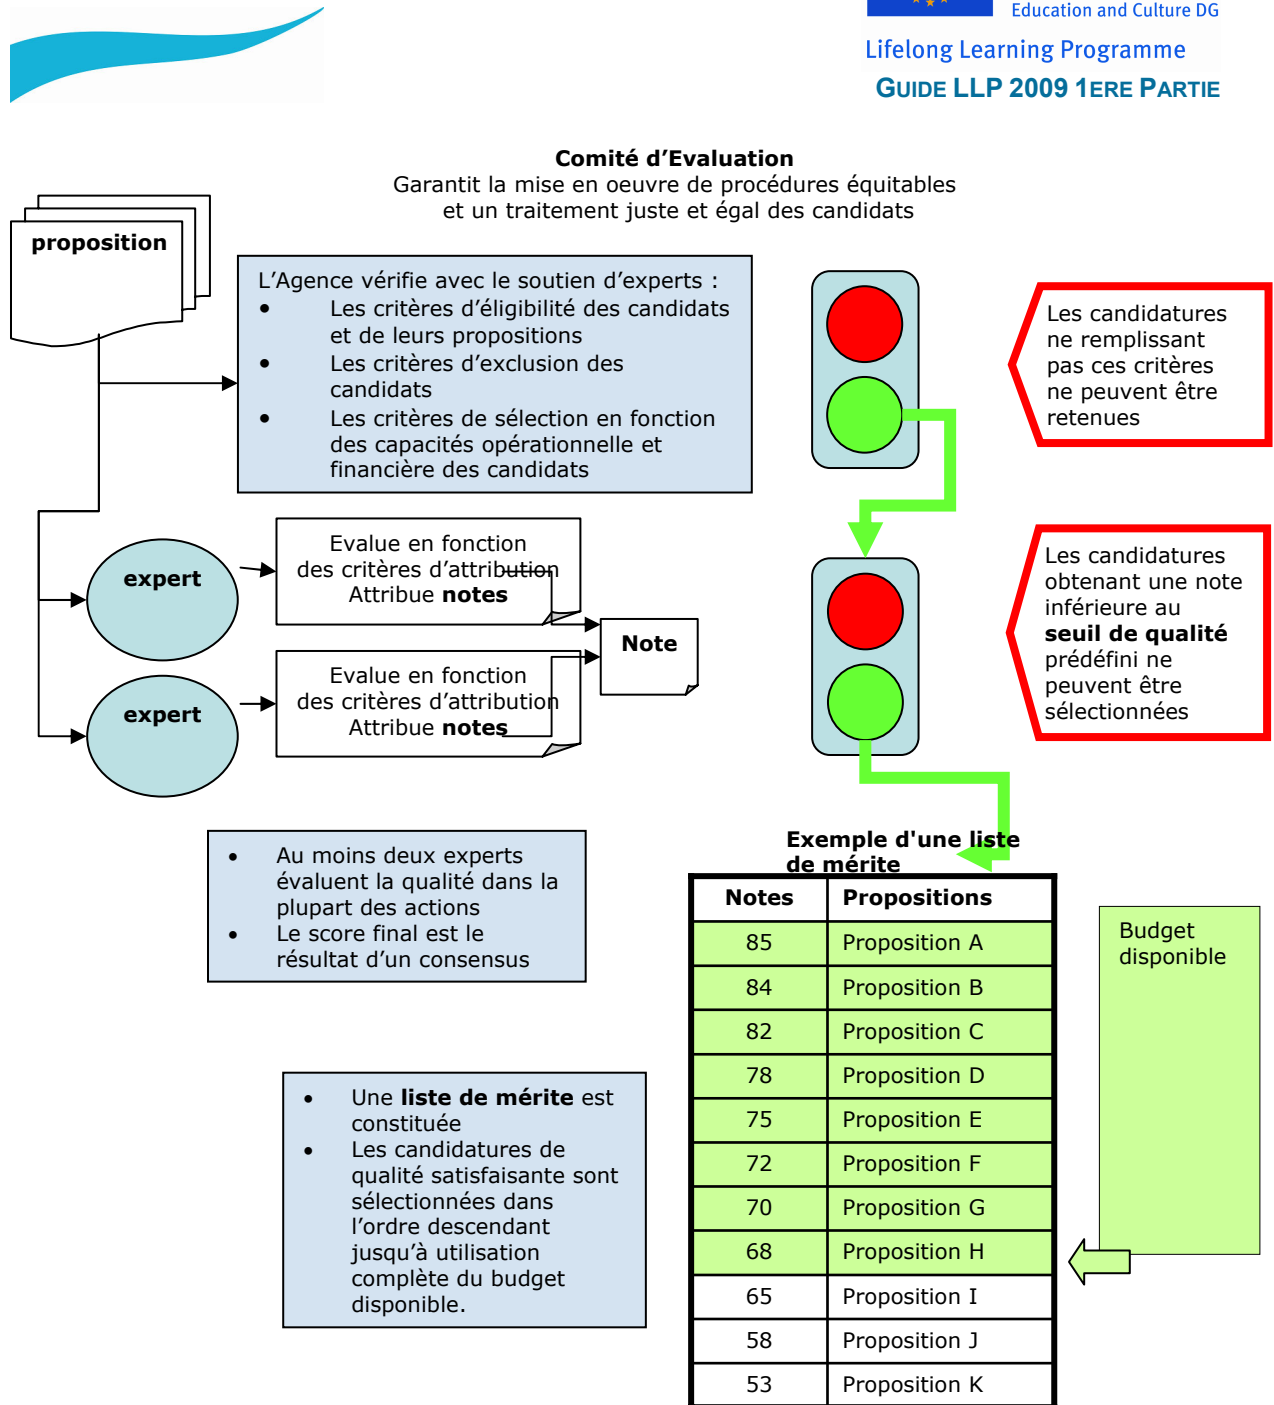 Education and Culture DG
Lifelong Learning Programme
GUIDE LLP 2009 1ERE PARTIE
Comité d’Evaluation
Garantit la mise en oeuvre de procédures équitables
et un traitement juste et égal des candidats
proposition
L’Agence vérifie avec le soutien d’experts :
• Les critères d’éligibilité des candidats
et de leurs propositions
• Les critères d’exclusion des
candidats
• Les critères de sélection en fonction
des capacités opérationnelle et
financière des candidats
Les candidatures
ne remplissant
pas ces critères
ne peuvent être
retenues
expert
Evalue en fonction
des critères d’attribution
Attribue notes
Note
expert
Evalue en fonction
des critères d’attribution
Attribue notes
Les candidatures
obtenant une note
inférieure au
seuil de qualité
prédéfini ne
peuvent être
sélectionnées
• Au moins deux experts
évaluent la qualité dans la
plupart des actions
• Le score final est le
résultat d’un consensus
• Une liste de mérite est
constituée
• Les candidatures de
qualité satisfaisante sont
sélectionnées dans
l’ordre descendant
jusqu’à utilisation
complète du budget
disponible.
Exemple d'une liste
de mérite
Notes Propositions
85 Proposition A
84 Proposition B
82 Proposition C
78 Proposition D
75 Proposition E
72 Proposition F
70 Proposition G
68 Proposition H
65 Proposition I
58 Proposition J
53 Proposition K
Budget
disponible